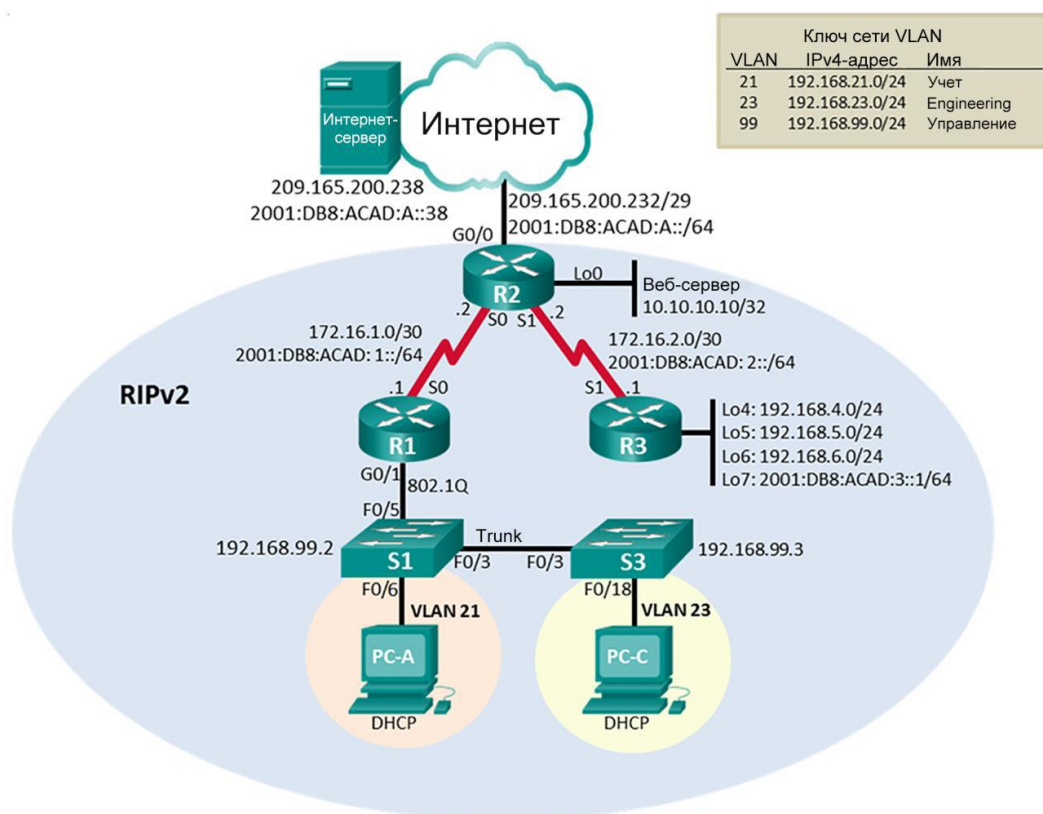 Ключ сети VLAN
VLAN IPv4-адрес Имя
21 192.168.21.0/24 Учет
23 192.168.23.0/24 Engineering
99 192.168.99.0/24 Управление
Интернет-
сервер
Интернет
209.165.200.238
2001:DB8:ACAD:A::38
209.165.200.232/29
2001:DB8:ACAD:A::/64
G0/0
R2
Lo0
Веб-сервер
10.10.10.10/32
.2
S0
S1
.2
172.16.1.0/30
2001:DB8:ACAD: 1::/64
172.16.2.0/30
2001:DB8:ACAD: 2::/64
RIPv2
.1
S0
S1
.1
R1
R3
Lo4: 192.168.4.0/24
Lo5: 192.168.5.0/24
Lo6: 192.168.6.0/24
Lo7: 2001:DB8:ACAD:3::1/64
G0/1
802.1Q
F0/5
192.168.99.2
S1
Trunk
F0/3
F0/3
S3
192.168.99.3
F0/6
VLAN 21
F0/18
VLAN 23
PC-A
PC-C
DHCP
DHCP